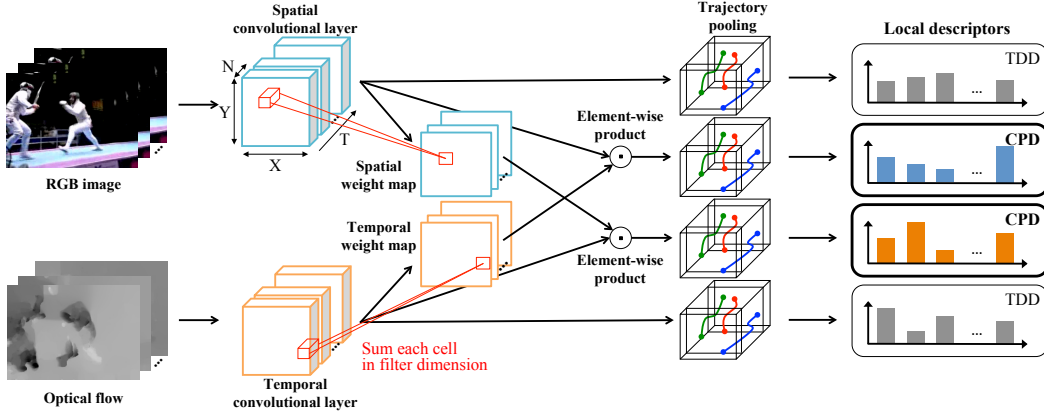 Spatial
convolutional layer
Trajectory
pooling
Local descriptors
N
Y
X
T
RGB image
TDD
...
Element-wise
product
CPD
...
Spatial
weight map
Temporal
weight map
CPD
...
Element-wise
product
TDD
...
Sum each cell
in filter dimension
Optical flow
Temporal
convolutional layer